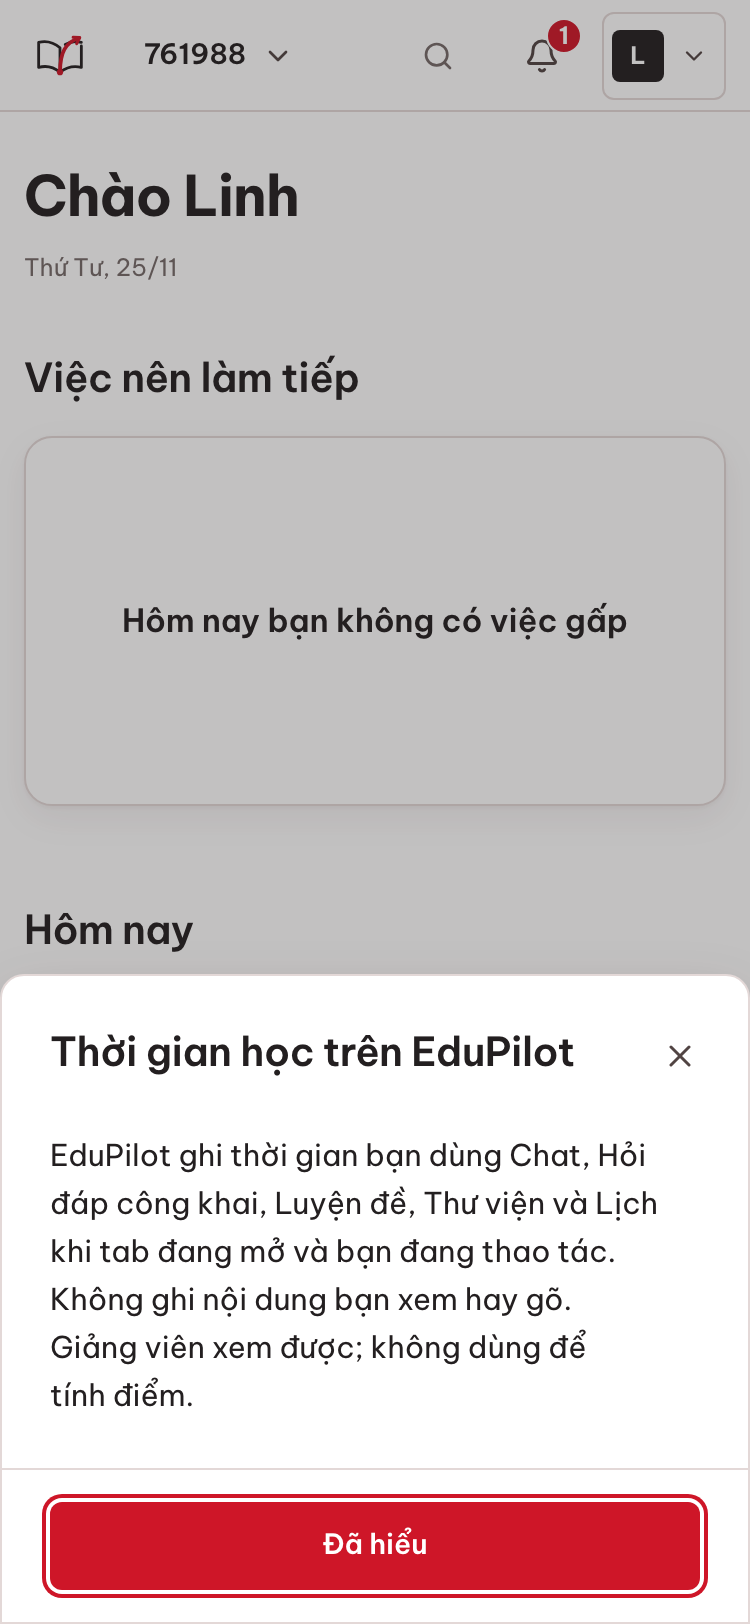 761988
1
L
Chào Linh
Thứ Tư, 25/11
Việc nên làm tiếp
Hôm nay bạn không có việc gấp
Hôm nay
Thời gian học trên EduPilot
EduPilot ghi thời gian bạn dùng Chat, Hỏi
đáp công khai, Luyện đề, Thư viện và Lịch
khi tab đang mở và bạn đang thao tác.
Không ghi nội dung bạn xem hay gõ.
Giảng viên xem được; không dùng để
tính điểm.
Đã hiểu